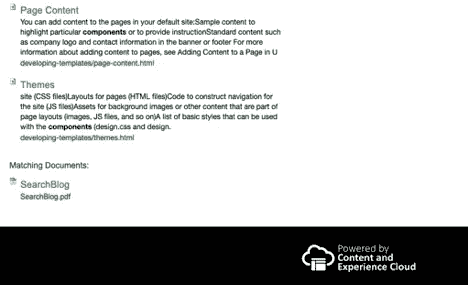 Page Content
You can add content to the pages in your default site:Sample content to
highlight particular components or to provide instructionStandard content such
as company logo and contact information in the banner or footer For more
information about adding content to pages, see Adding Content to a Page in U
developing-templates/page-content.html
Themes
site (CSS files)Layouts for pages (HTML files)Code to construct navigation for
the site (JS files)Assets for background images or other content that are part of
page layouts (images, JS files, and so on)A list of basic styles that can be used
with the components (design.css and design.
developing-templates/themes.html
Matching Documents:
SearchBlog
SearchBlog.pdf
Powered by
Content and
Experience Cloud